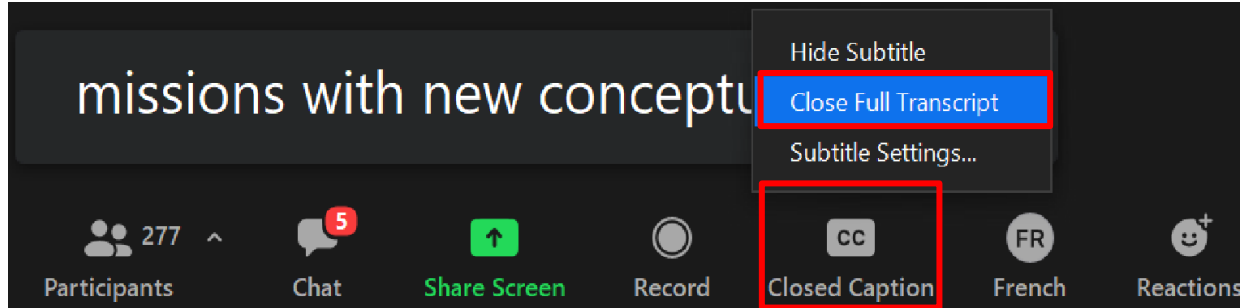 Hide Subtitle
missions with new conceptu
Close Full Transcript
Subtitle Settings...
277
5
CC
FR
Participants
Chat
Share Screen
Record
Closed Caption
French
Reactions